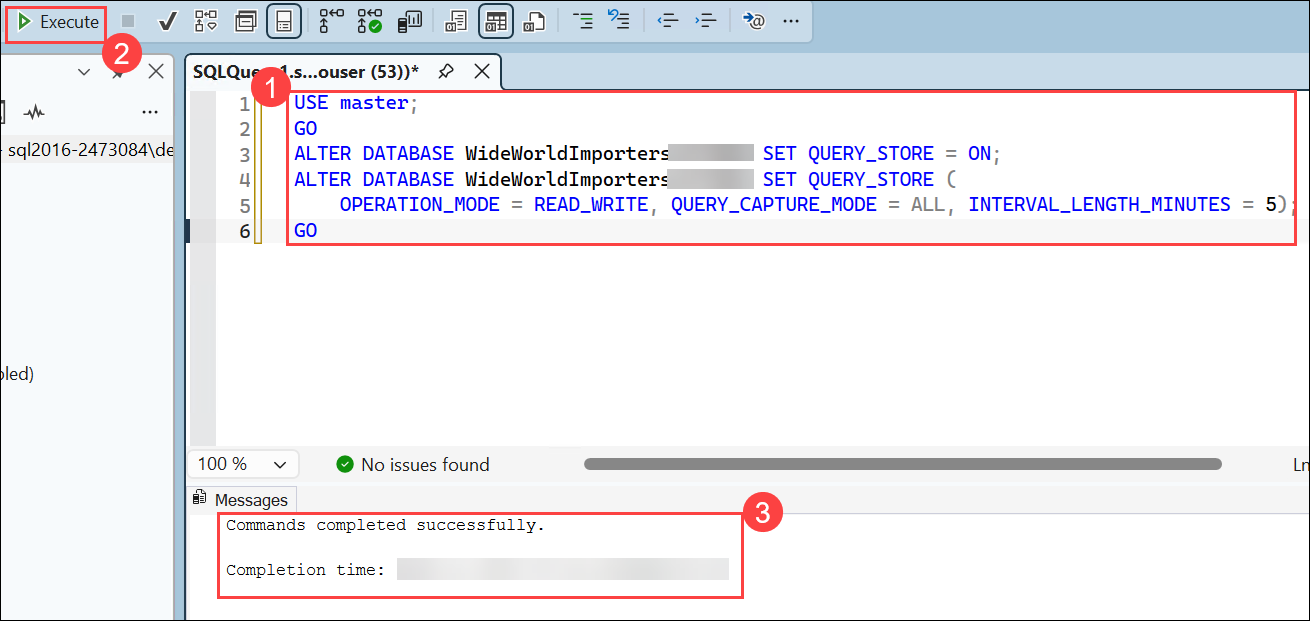 Execute
2
SQLQue 1.s...ouser (53))*
1
sql2016-2473084\de
1 USE master;
2 GO
3 ALTER DATABASE WideWorldImporters SET QUERY_STORE = ON;
4 ALTER DATABASE WideWorldImporters SET QUERY_STORE (
5 OPERATION_MODE = READ_WRITE, QUERY_CAPTURE_MODE = ALL, INTERVAL_LENGTH_MINUTES = 5);
6 GO
bled)
100 %
No issues found
Ln
Messages
3
Commands completed successfully.
Completion time: